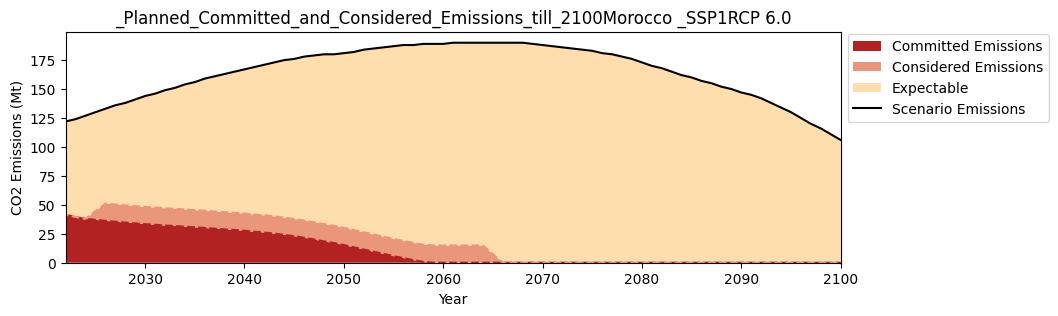 _Planned_Committed_and_Considered_Emissions_till_2100Morocco _SSP1RCP 6.0
CO2 Emissions (Mt)
175
150
125
100
75
50
25
0
2030 2040 2050 2060 2070 2080 2090 2100
Year
Committed Emissions
Considered Emissions
Expectable
Scenario Emissions